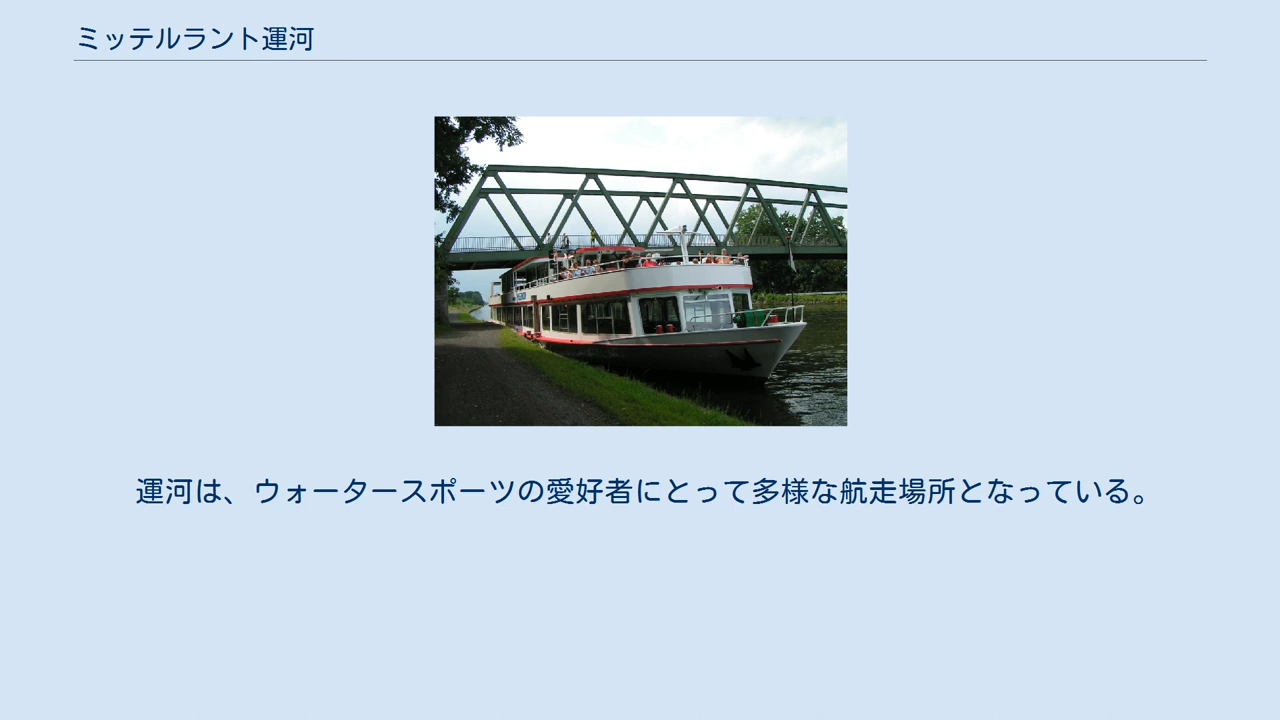 ミッテルラント運河
運河は、ウォータースポーツの愛好者にとって多様な航走場所となっている。